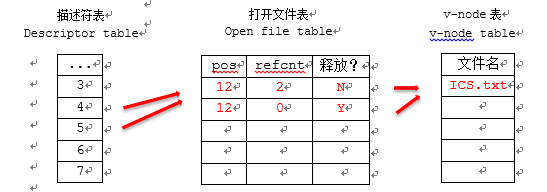 描述符表 打开文件表 v-node 表
Descriptor table Open file table v-node table
... pos refcnt 释放？ 文件名
3 12 2 N ICS.txt
4 12 0 Y
5
6
7